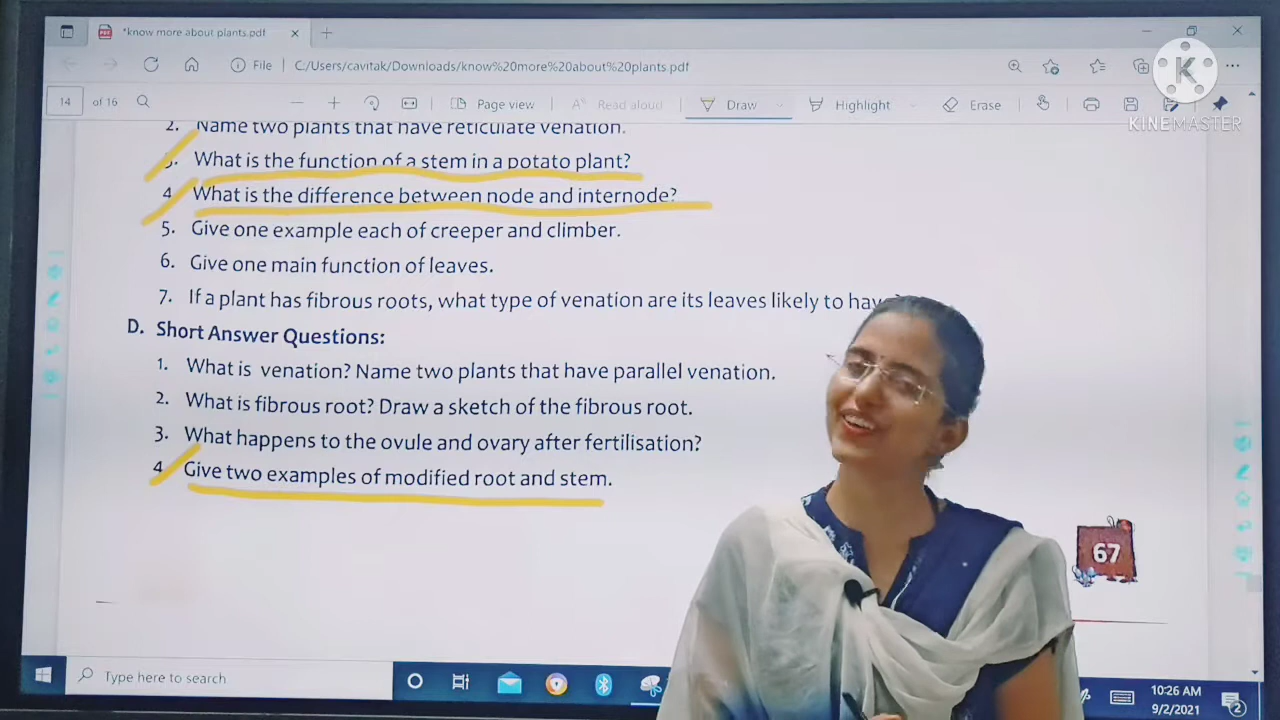 *know more about plants.pdf
File C:/Users/cavitak/Downloads/know%20more%20about%20plants.pdf
14 of 16 Page view Read aloud Draw Highlight Erase
K
KINEMASTER
2. Name two plants that have reticulate venation.
3. What is the function of a stem in a potato plant?
4 What is the difference between node and internode?
5. Give one example each of creeper and climber.
6. Give one main function of leaves.
7. If a plant has fibrous roots, what type of venation are its leaves likely to have?
D. Short Answer Questions:
1. What is venation? Name two plants that have parallel venation.
2. What is fibrous root? Draw a sketch of the fibrous root.
3. What happens to the ovule and ovary after fertilisation?
4 Give two examples of modified root and stem.
67
Type here to search
10:26 AM
9/2/2021
2